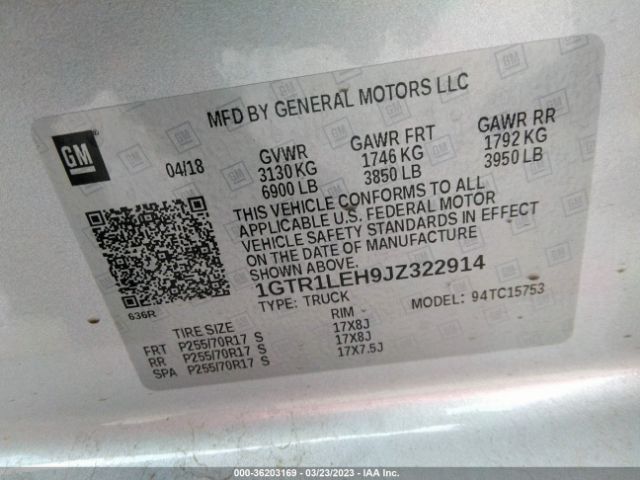 MFD BY GENERAL MOTORS LLC
GM
04/18 GVWR GAWR FRT GAWR RR
3130 KG 1746 KG 1792 KG
6900 LB 3850 LB 3950 LB
THIS VEHICLE CONFORMS TO ALL
APPLICABLE U.S. FEDERAL MOTOR
VEHICLE SAFETY STANDARDS IN EFFECT
ON THE DATE OF MANUFACTURE
SHOWN ABOVE.
1GTR1LEH9JZ322914
636R
TYPE: TRUCK MODEL: 94TC15753
TIRE SIZE RIM
FRT P255/70R17 S 17X8J
RR P255/70R17 S 17X8J
SPA P255/70R17 S 17X7.5J
000-36203169 - 03/23/2023 - IAA Inc.